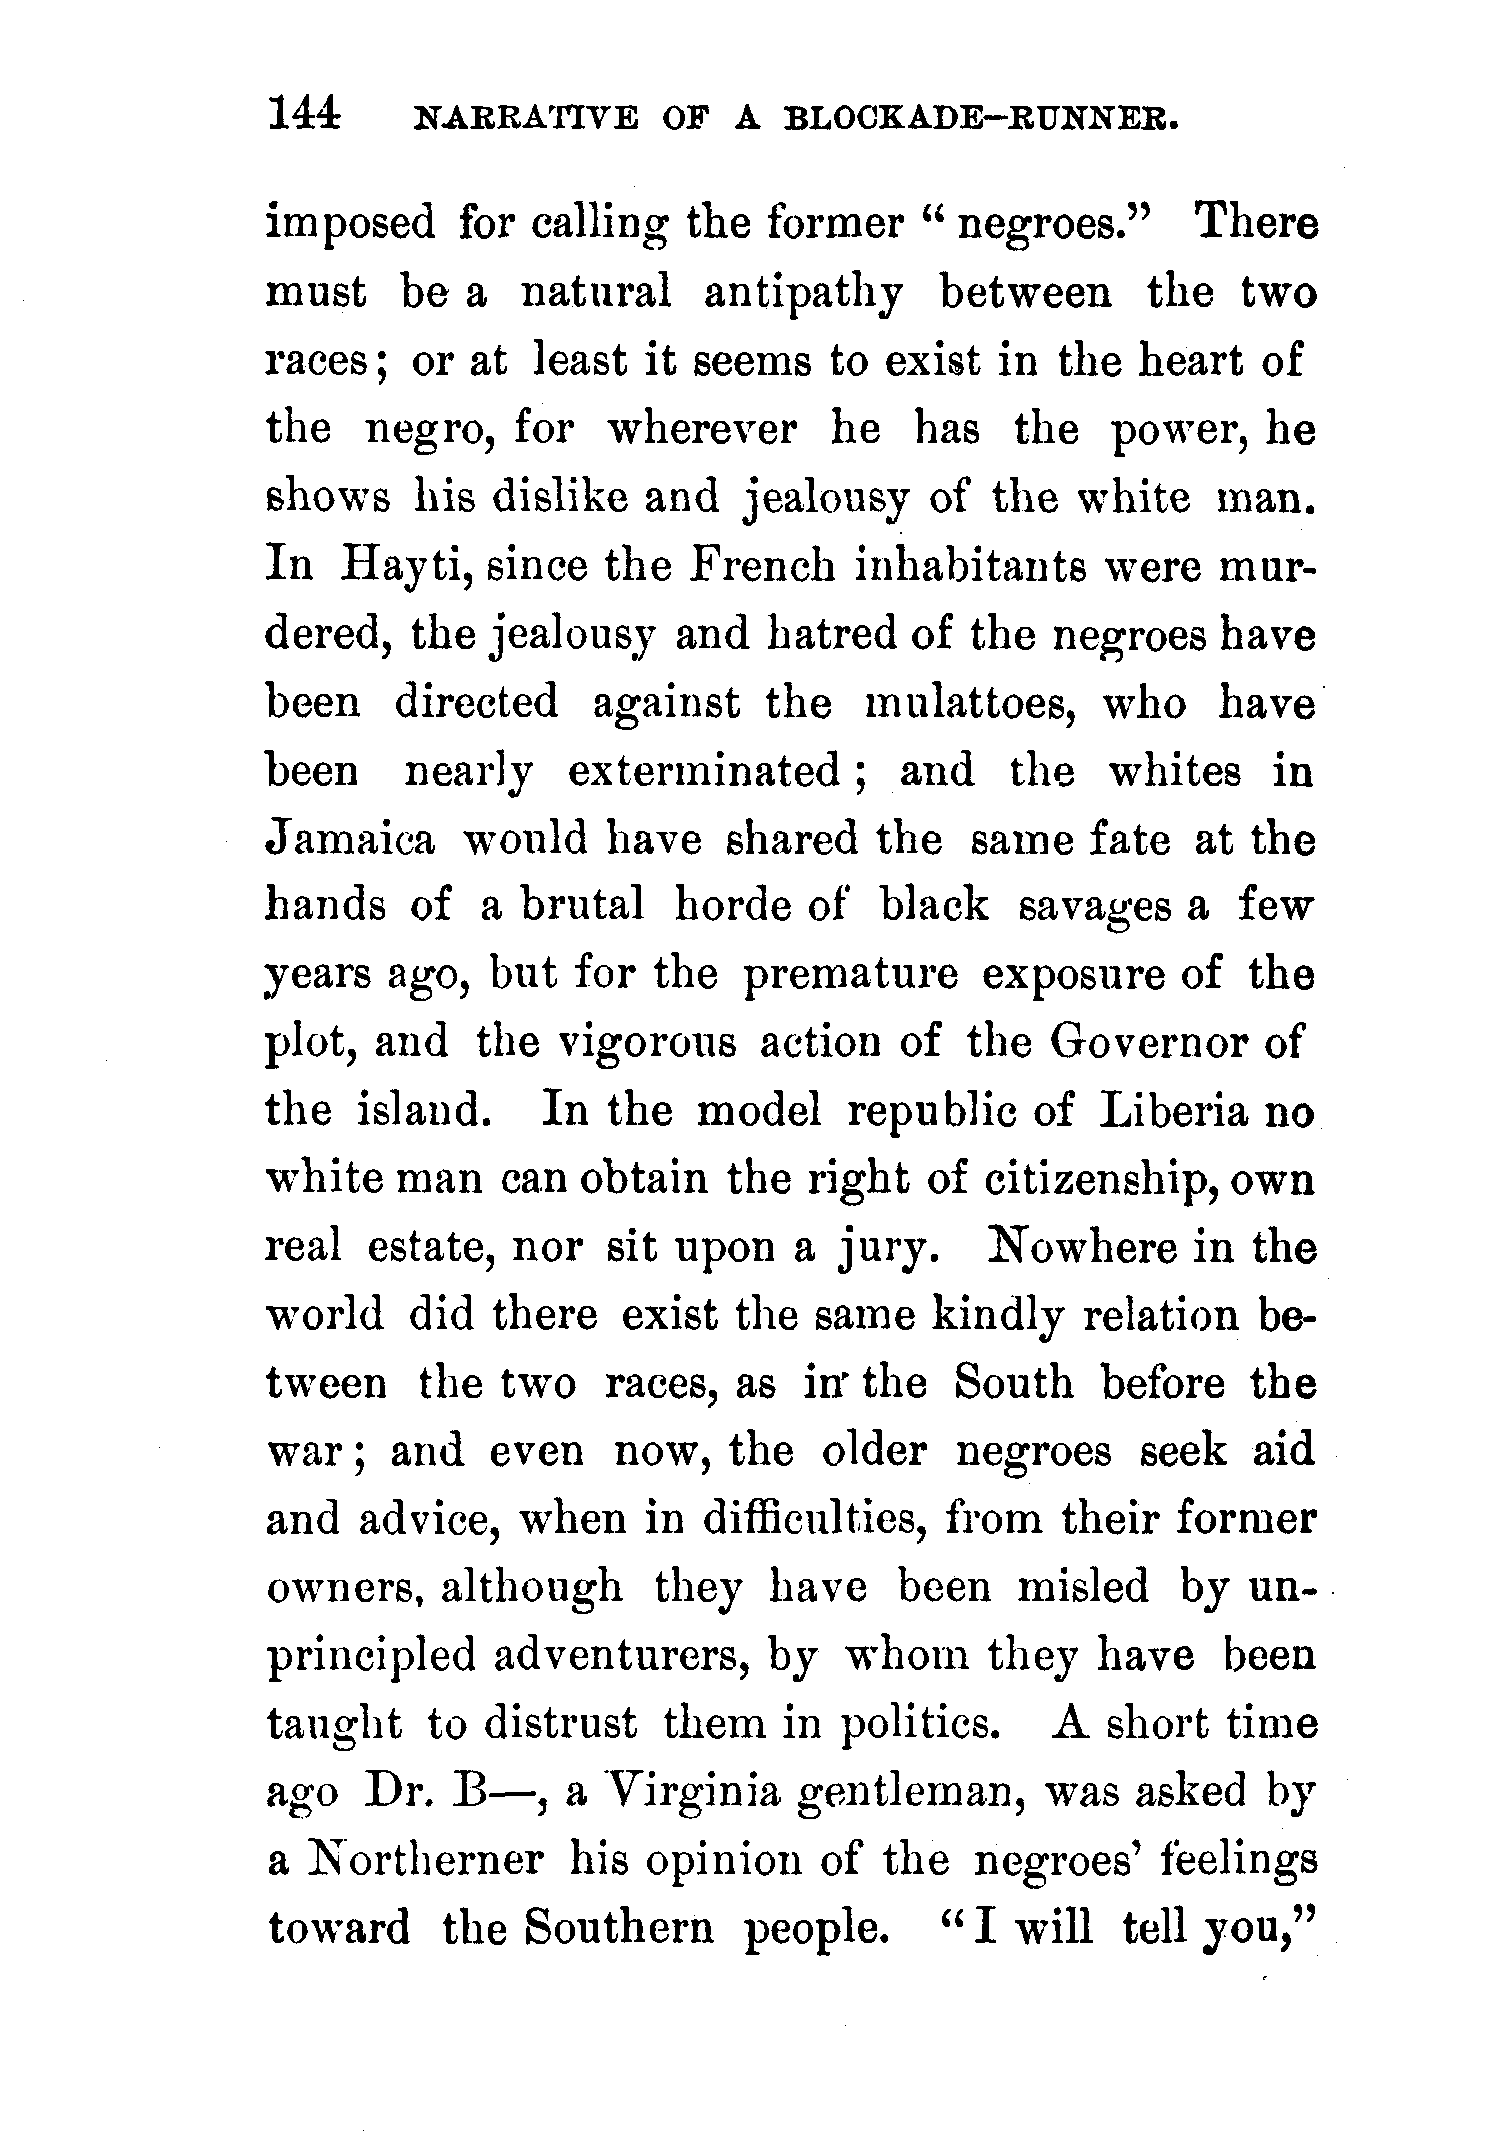 144 NARRATIVE OF A BLOCKADE-RUNNER.
imposed for calling the former " negroes." There
must be a natural antipathy between the two
races; or at least it seems to exist in the heart of
the negro, for wherever he has the power, he
shows his dislike and jealousy of the white man.
In Hayti, since the French inhabitants were mur-
dered, the jealousy and hatred of the negroes have
been directed against the mulattoes, who have
been nearly exterminated ; and the whites in
Jamaica would have shared the same fate at the
hands of a brutal horde of black savages a few
years ago, but for the premature exposure of the
plot, and the vigorous action of the Governor of
the island. In the model republic of Liberia no
white man can obtain the right of citizenship, own
real estate, nor sit upon a jury. Nowhere in the
world did there exist the same kindly relation be-
tween the two races, as in the South before the
war ; and even now, the older negroes seek aid
and advice, when in difficulties, from their former
owners, although they have been misled by un-
principled adventurers, by whom they have been
taught to distrust them in politics. A short time
ago Dr. B—, a Virginia gentleman, was asked by
a Northerner his opinion of the negroes' feelings
toward the Southern people. " I will tell you,"